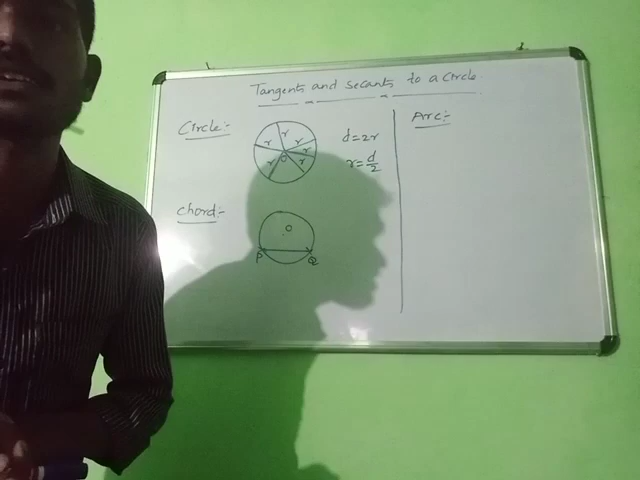 Tangents and secants to a circle
Circle:-
r r r r r r
O
d=2r
r=d/2
chord:-
O
P Q
Arc:-